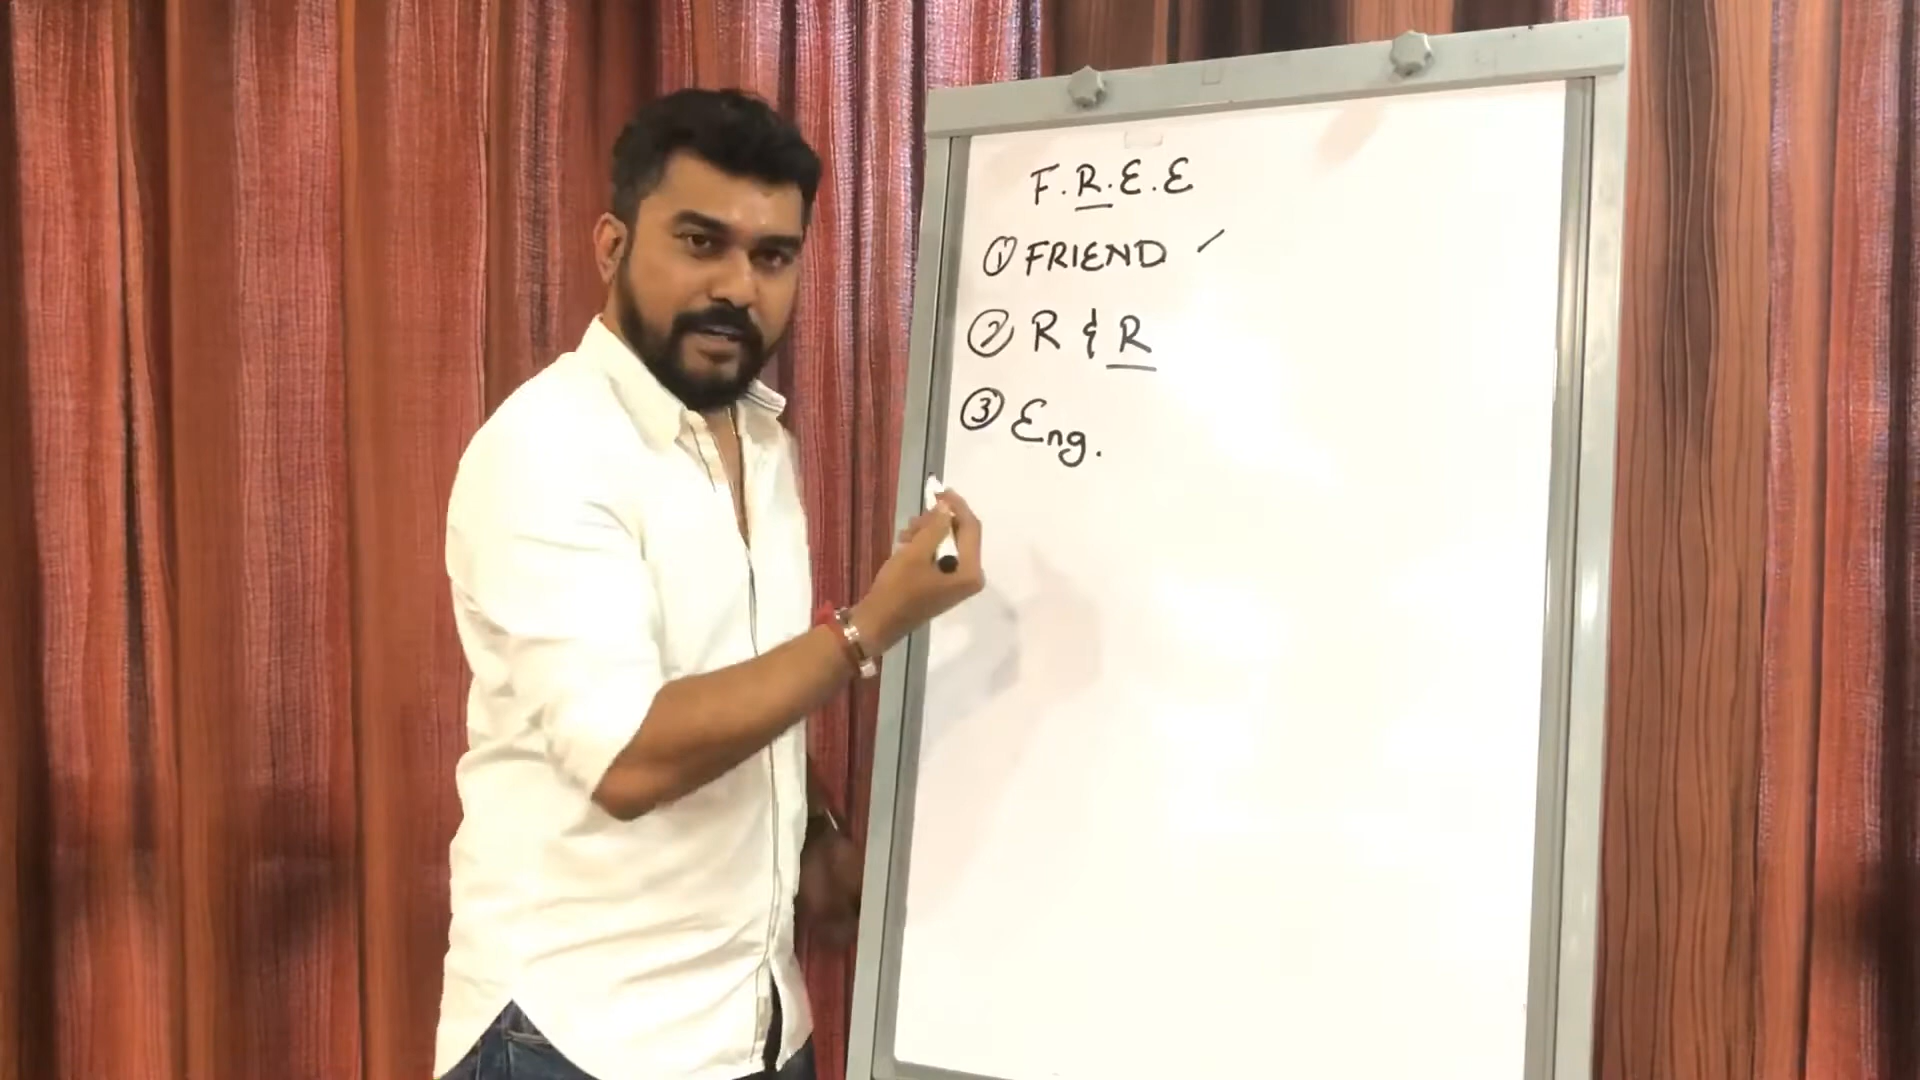 F.R.E.E
① FRIEND
② R & R
③ Eng.